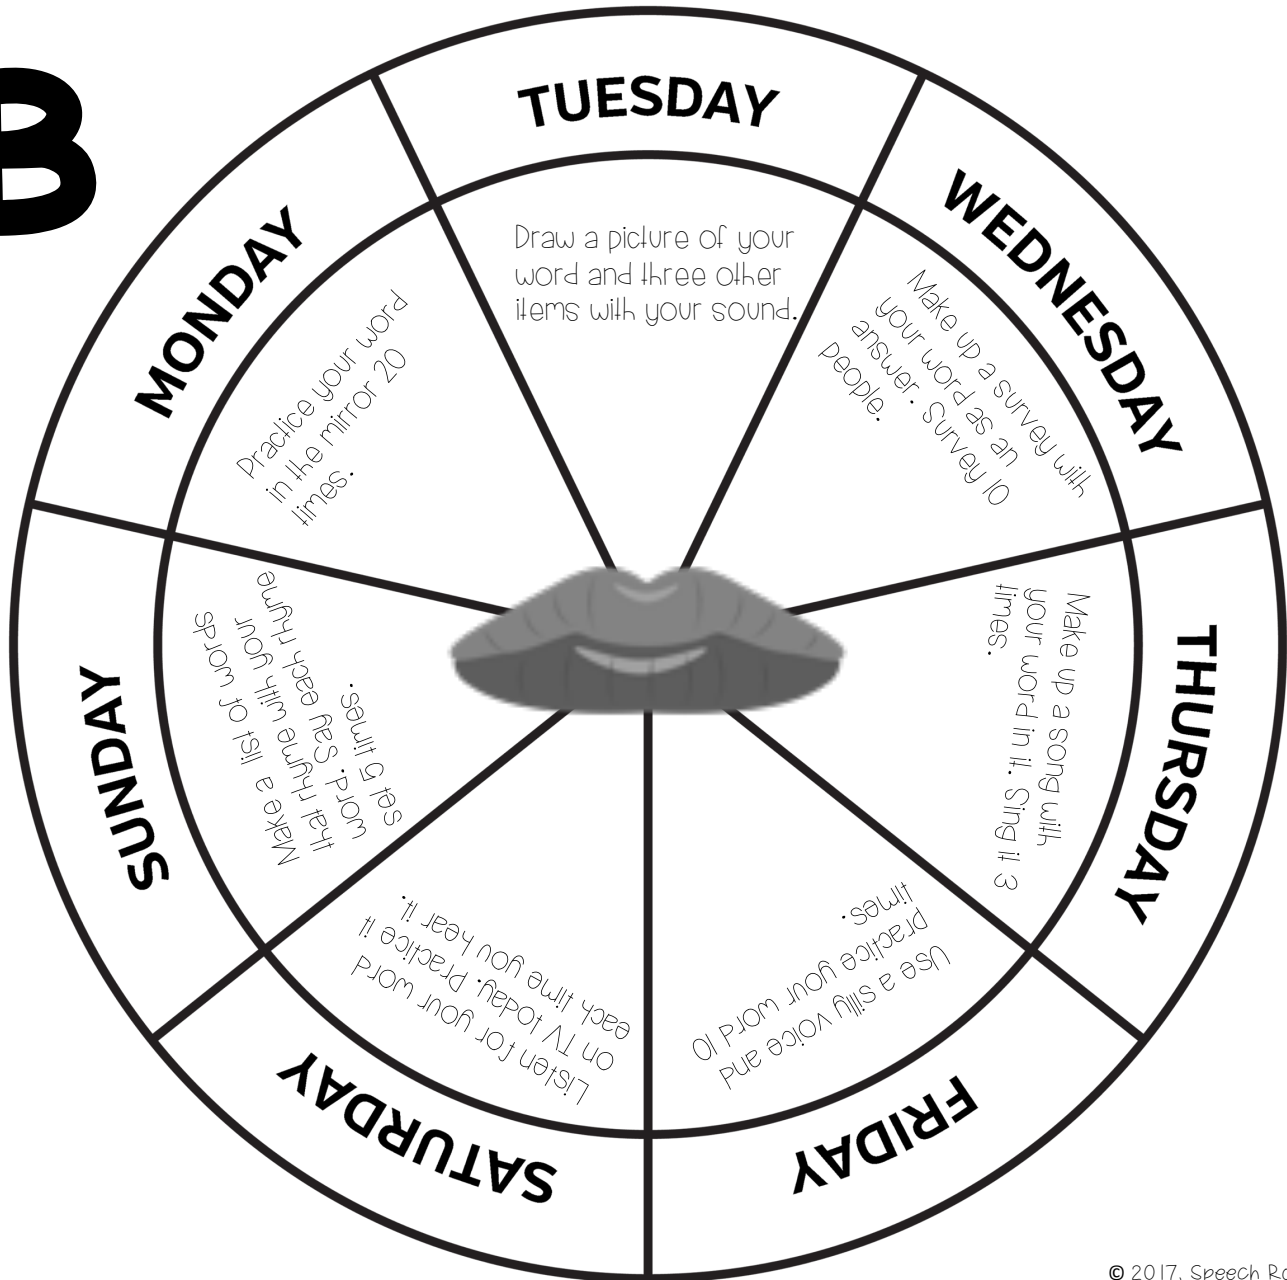 B
MONDAY
Practice your word
in the mirror 20
times.
TUESDAY
Draw a picture of your
word and three other
items with your sound.
WEDNESDAY
Make up a survey with
your word as an
answer. Survey 10
people.
THURSDAY
Make up a song with
your word in it. Sing it 3
times.
FRIDAY
Use a silly voice and
practice your word 10
times.
SATURDAY
Listen for your word
on TV today. Practice it
each time you hear it.
SUNDAY
Make a list of words
that rhyme with your
word. Say each rhyme
set 5 times.
© 2017. Speech